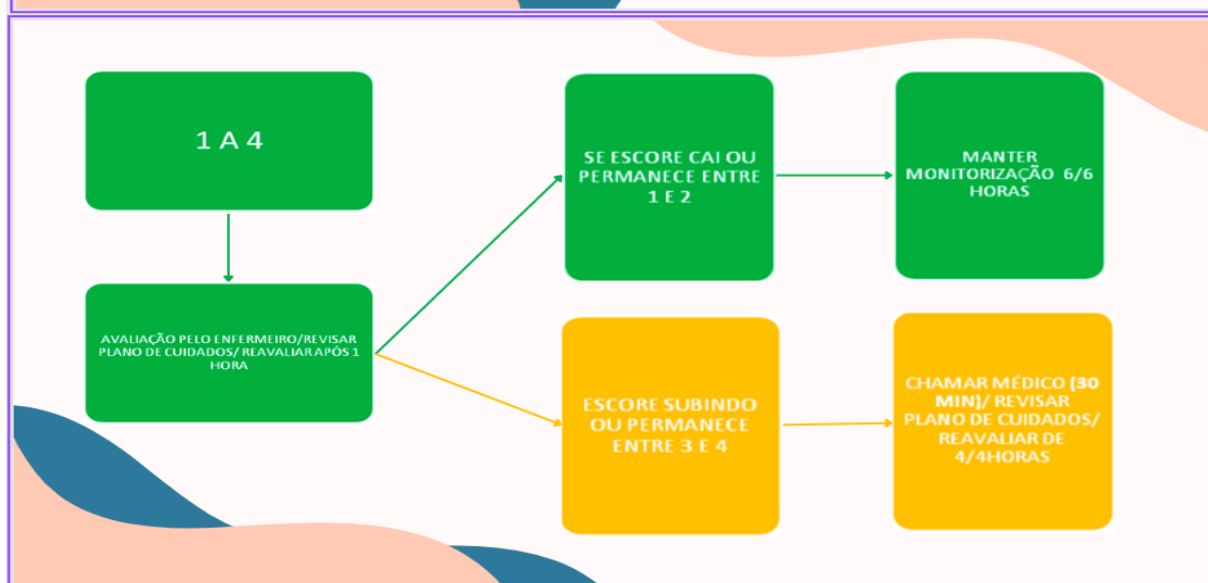 1 A 4
AVALIAÇÃO PELO ENFERMEIRO/REVISAR
PLANO DE CUIDADOS/ REAVALIAR APÓS 1
HORA
SE ESCORE CAI OU
PERMANECE ENTRE
1 E 2
MANTER
MONITORIZAÇÃO 6/6
HORAS
ESCORE SUBINDO
OU PERMANECE
ENTRE 3 E 4
CHAMAR MÉDICO (30
MIN)/ REVISAR
PLANO DE CUIDADOS/
REAVALIAR DE
4/4HORAS